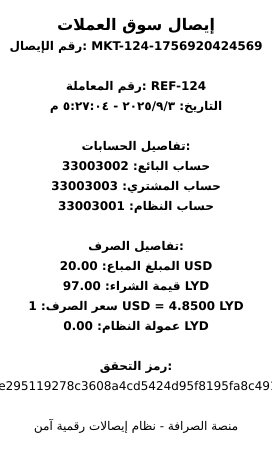 إيصال سوق العملات
رقم الإيصال: MKT-124-1756920424569
رقم المعاملة: REF-124
التاريخ: ٢٠٢٥/٩/٣ - ٥:٢٧:٠٤ م
تفاصيل الحسابات:
حساب البائع: 33003002
حساب المشتري: 33003003
حساب النظام: 33003001
تفاصيل الصرف:
المبلغ المباع: 20.00 USD
قيمة الشراء: 97.00 LYD
سعر الصرف: 1 USD = 4.8500 LYD
عمولة النظام: 0.00 LYD
رمز التحقق:
e295119278c3608a4cd5424d95f8195fa8c491
منصة الصرافة - نظام إيصالات رقمية آمن